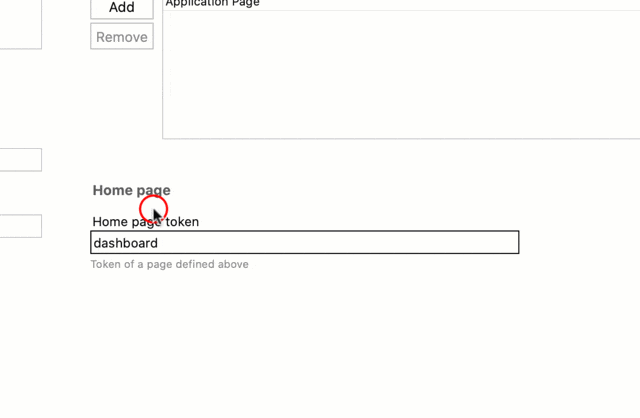 Add
Application Page
Remove
Home page
Home page token
dashboard
Token of a page defined above